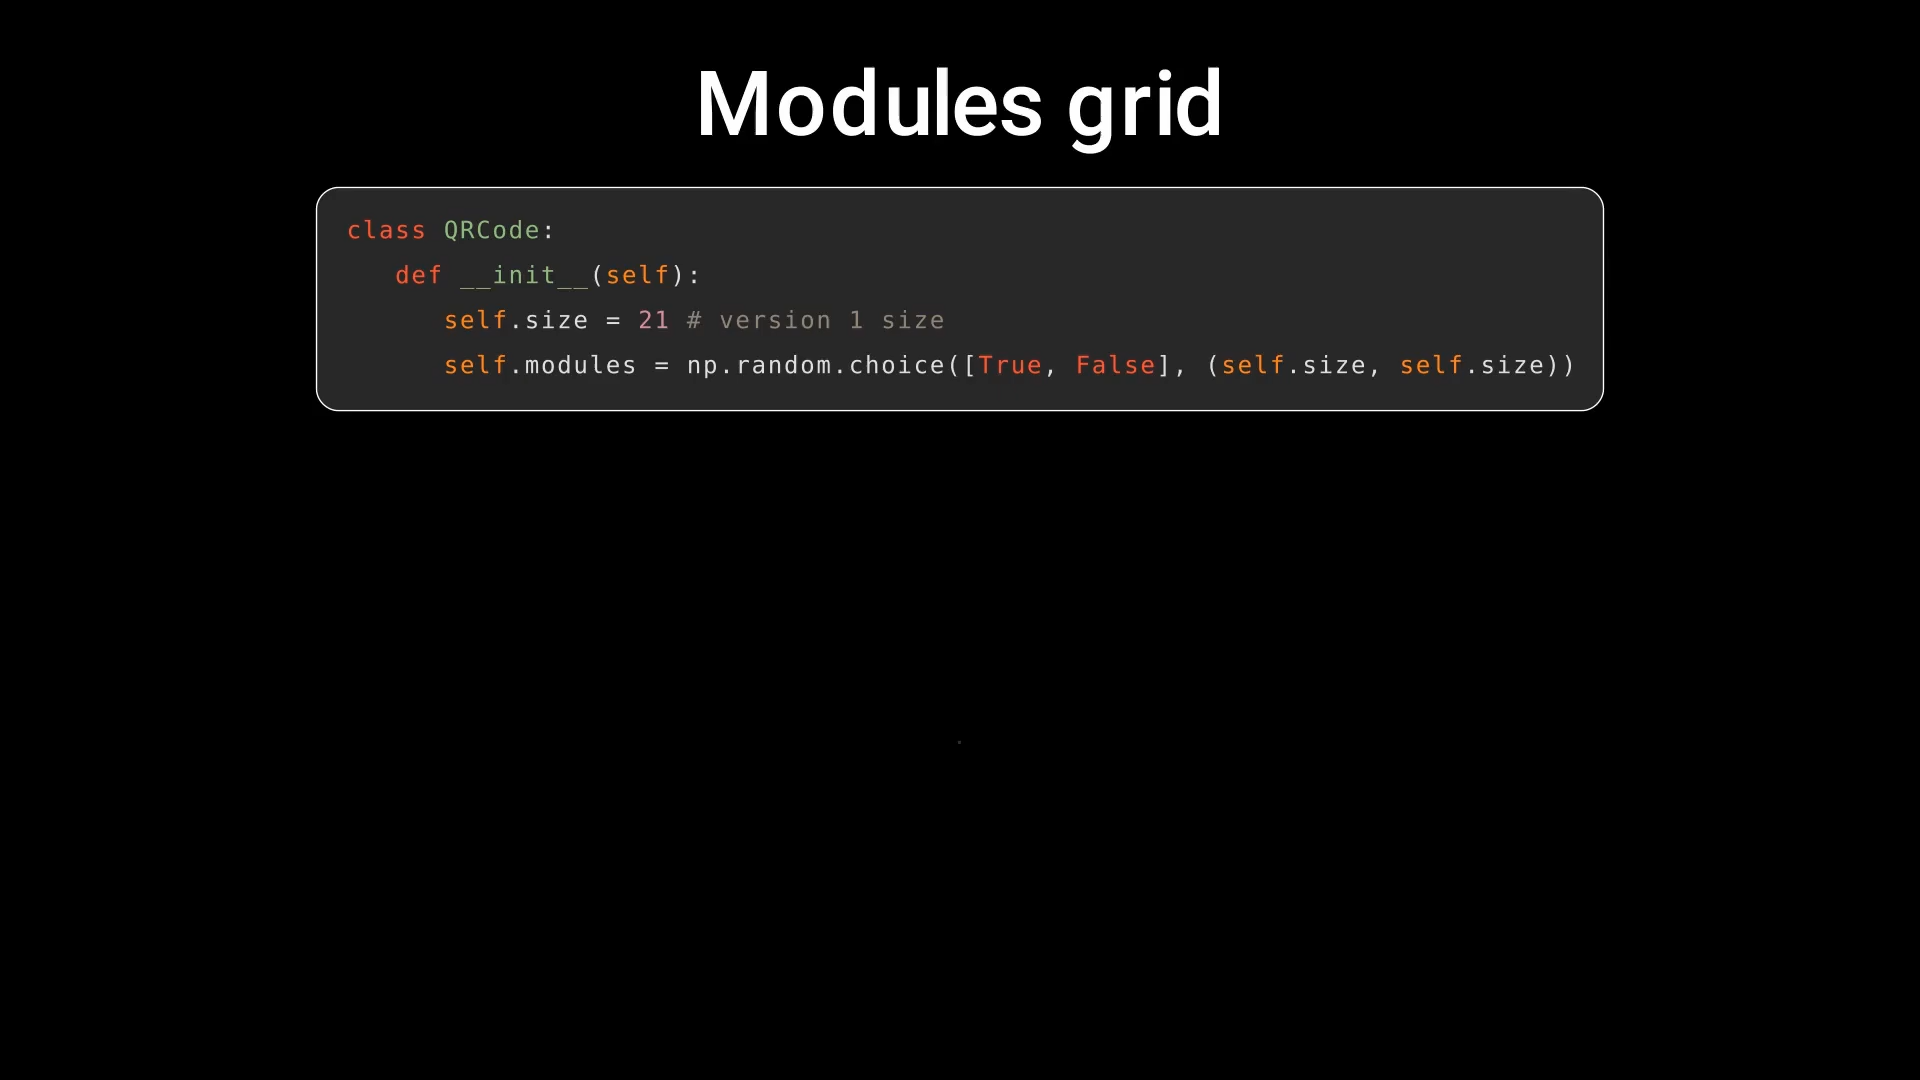 Modules grid
class QRCode:
def __init__(self):
self.size = 21 # version 1 size
self.modules = np.random.choice([True, False], (self.size, self.size))